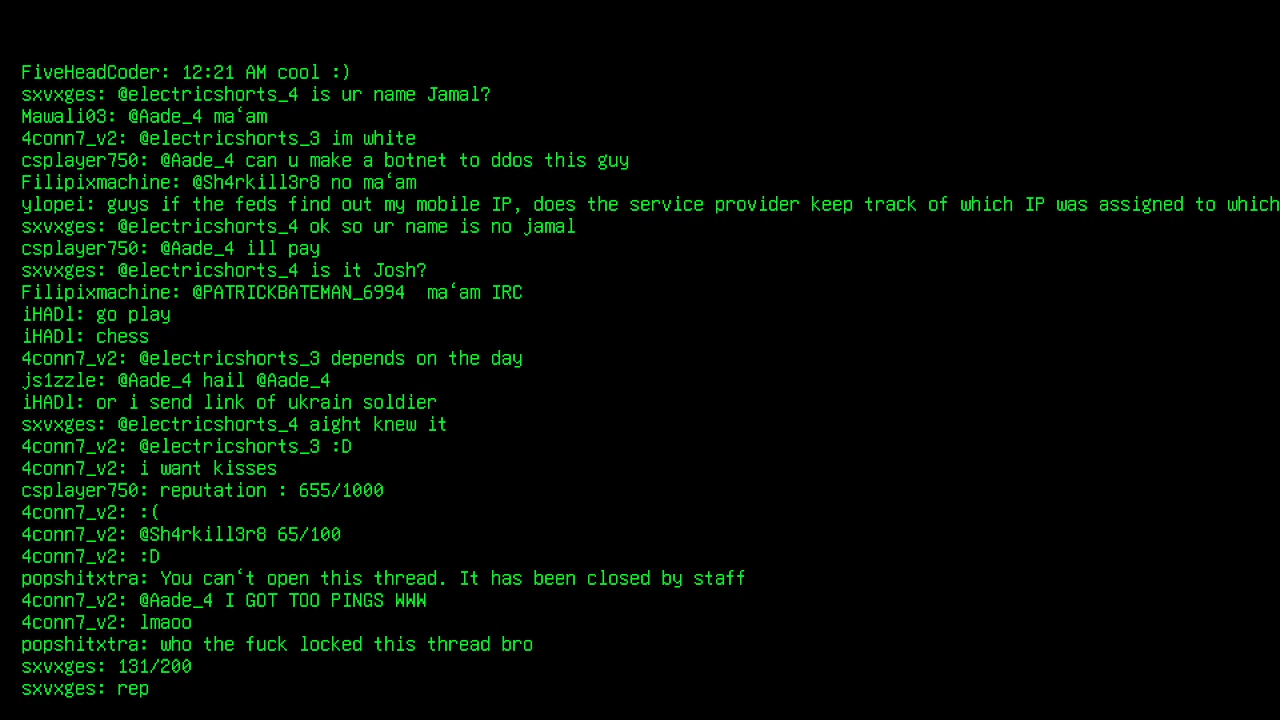 FiveHeadCoder: 12:21 AM cool :)
sxvxges: @electricshorts_4 is ur name Jamal?
Mawali03: @Aade_4 ma‘am
4conn7_v2: @electricshorts_3 im white
csplayer750: @Aade_4 can u make a botnet to ddos this guy
Filipixmachine: @Sh4rkill3r8 no ma‘am
ylopei: guys if the feds find out my mobile IP, does the service provider keep track of which IP was assigned to which
sxvxges: @electricshorts_4 ok so ur name is no jamal
csplayer750: @Aade_4 ill pay
sxvxges: @electricshorts_4 is it Josh?
Filipixmachine: @PATRICKBATEMAN_6994  ma‘am IRC
iHADl: go play
iHADl: chess
4conn7_v2: @electricshorts_3 depends on the day
js1zzle: @Aade_4 hail @Aade_4
iHADl: or i send link of ukrain soldier
sxvxges: @electricshorts_4 aight knew it
4conn7_v2: @electricshorts_3 :D
4conn7_v2: i want kisses
csplayer750: reputation : 655/1000
4conn7_v2: :(
4conn7_v2: @Sh4rkill3r8 65/100
4conn7_v2: :D
popshitxtra: You can‘t open this thread. It has been closed by staff
4conn7_v2: @Aade_4 I GOT TOO PINGS WWW
4conn7_v2: lmaoo
popshitxtra: who the fuck locked this thread bro
sxvxges: 131/200
sxvxges: rep